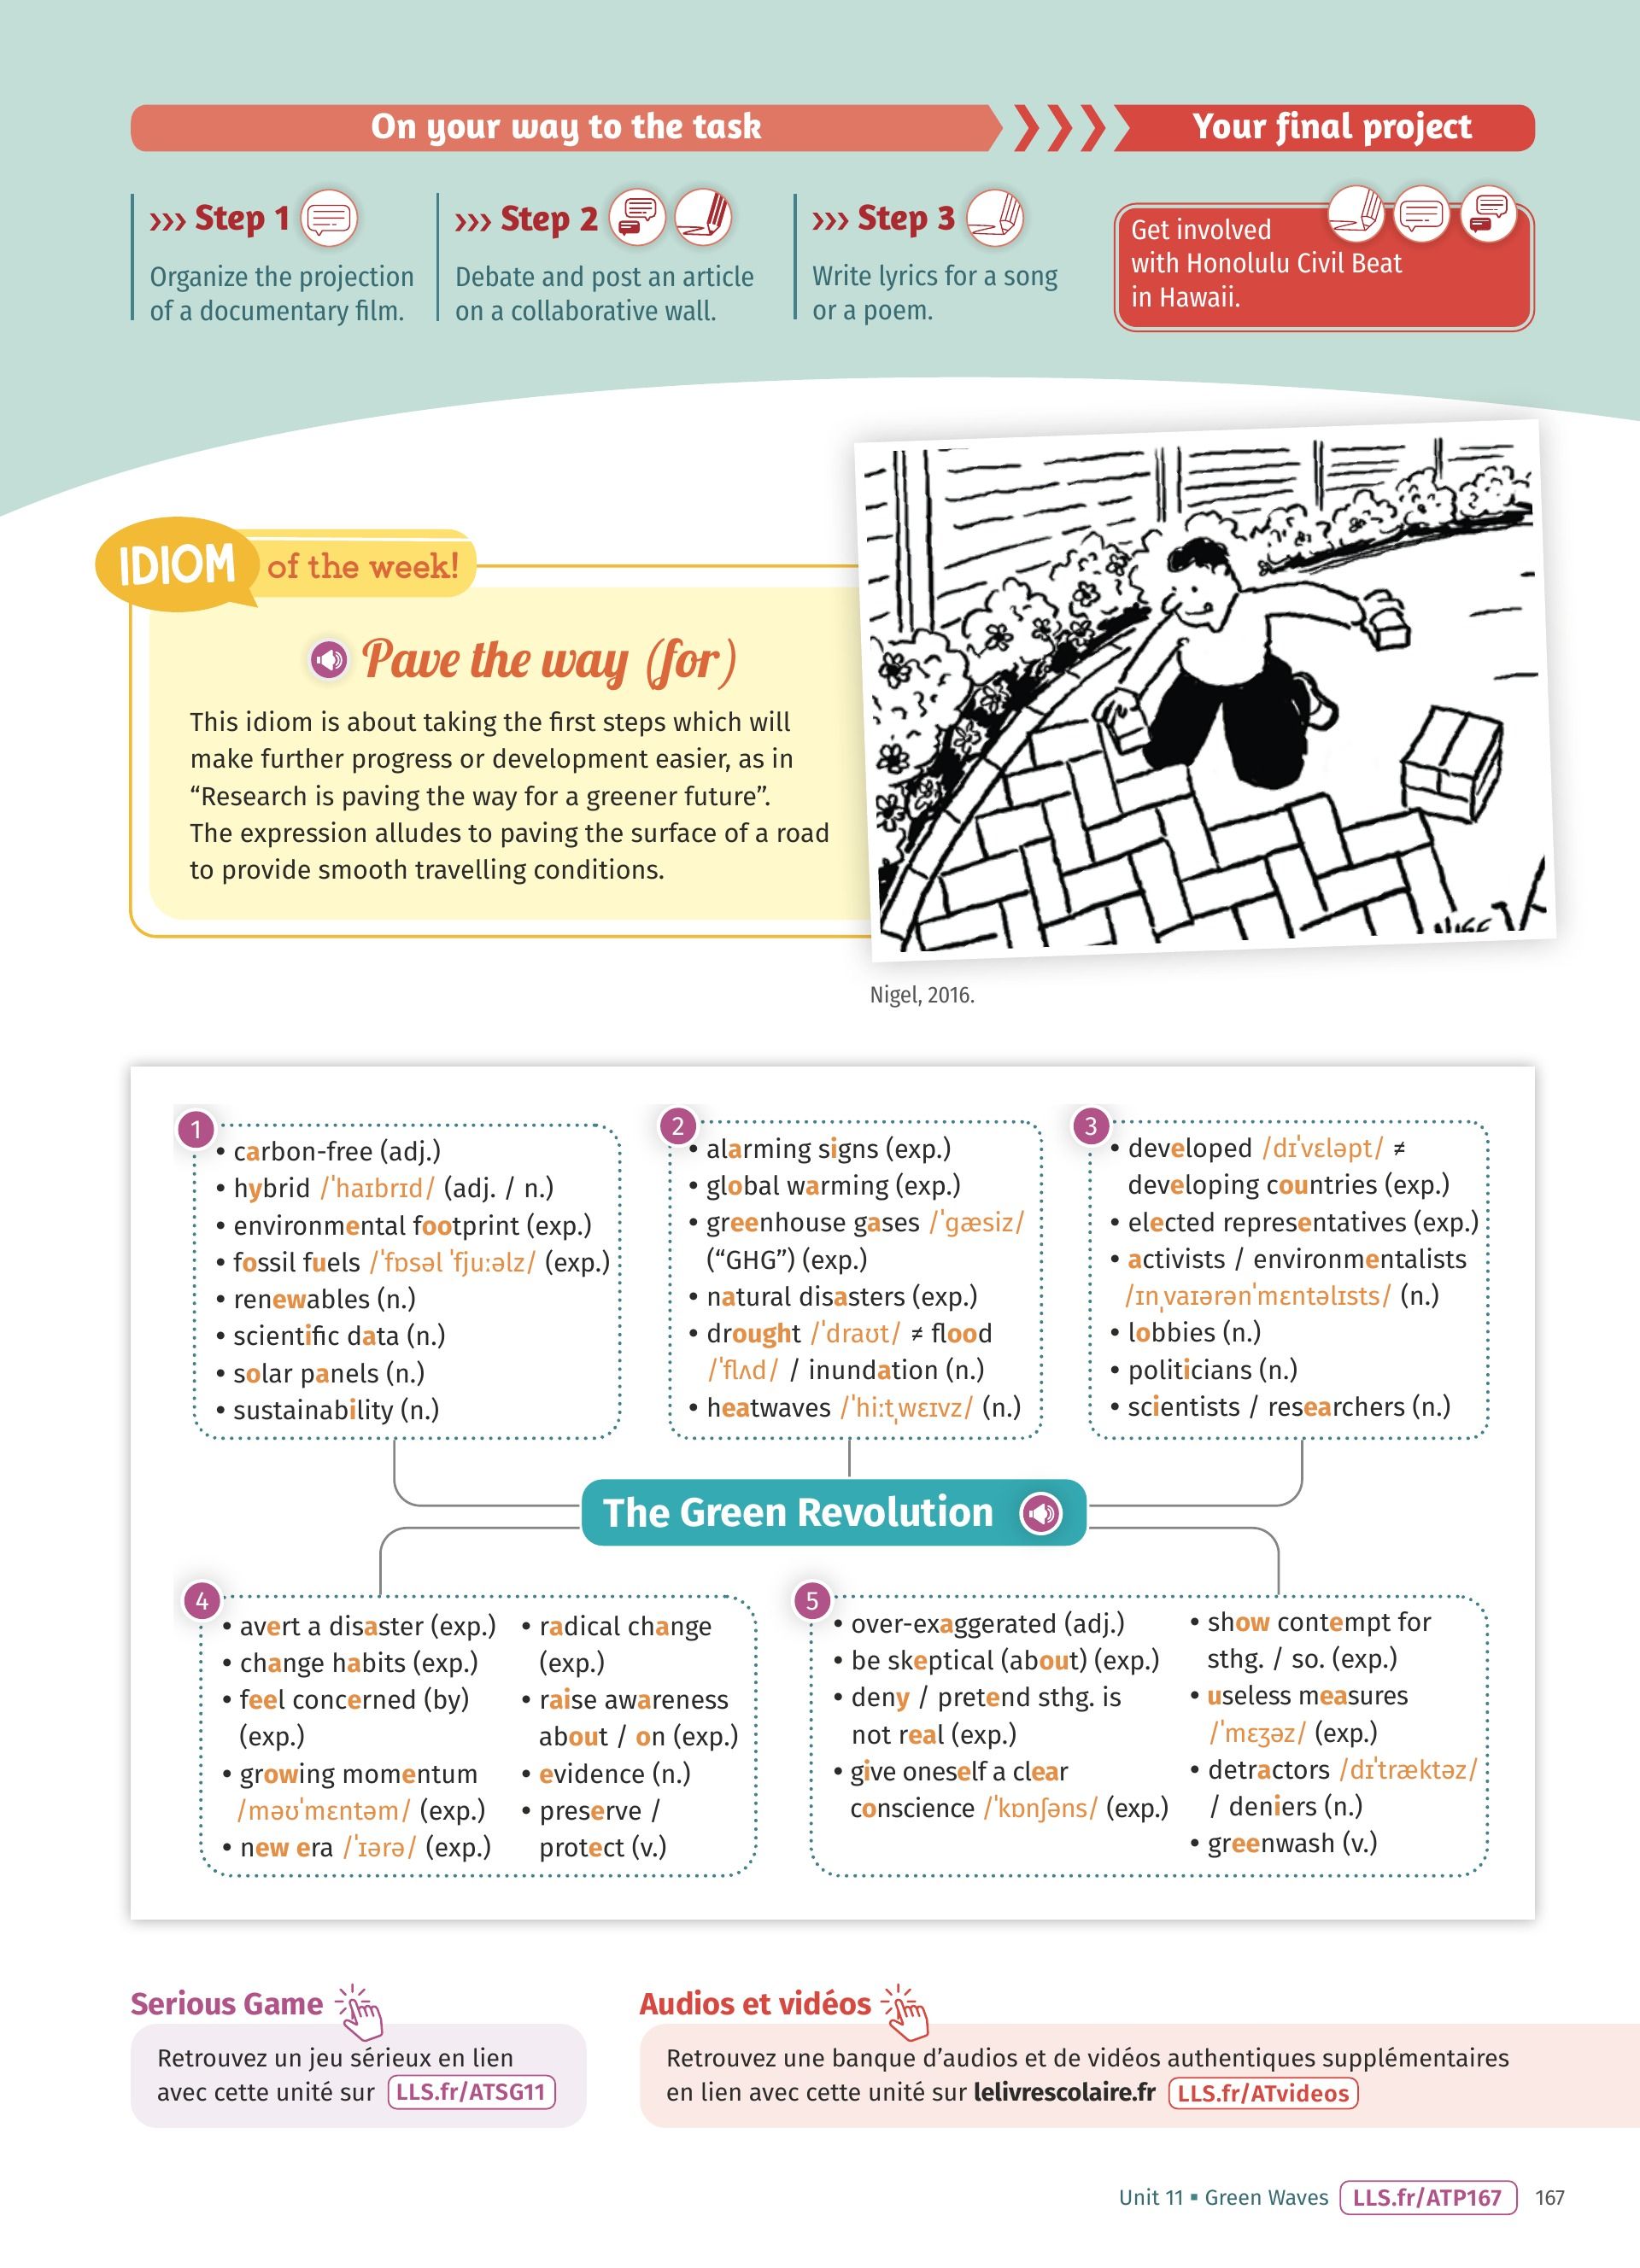 On your way to the task
Your final project
››› Step 1
Organize the projection
of a documentary film.
››› Step 2
Debate and post an article
on a collaborative wall.
››› Step 3
Write lyrics for a song
or a poem.
Get involved
with Honolulu Civil Beat
in Hawaii.
IDIOM of the week!
Pave the way (for)
This idiom is about taking the first steps which will
make further progress or development easier, as in
“Research is paving the way for a greener future”.
The expression alludes to paving the surface of a road
to provide smooth travelling conditions.
Nigel, 2016.
1
• carbon-free (adj.)
• hybrid /ˈhaɪbrɪd/ (adj. / n.)
• environmental footprint (exp.)
• fossil fuels /ˈfɒsəl ˈfjuːəlz/ (exp.)
• renewables (n.)
• scientific data (n.)
• solar panels (n.)
• sustainability (n.)
2
• alarming signs (exp.)
• global warming (exp.)
• greenhouse gases /ˈgæsiz/
(“GHG”) (exp.)
• natural disasters (exp.)
• drought /ˈdraʊt/ ≠ flood
/ˈflʌd/ / inundation (n.)
• heatwaves /ˈhiːtˌwɛɪvz/ (n.)
3
• developed /dɪˈvɛləpt/ ≠
developing countries (exp.)
• elected representatives (exp.)
• activists / environmentalists
/ɪnˌvaɪərənˈmɛntəlɪsts/ (n.)
• lobbies (n.)
• politicians (n.)
• scientists / researchers (n.)
The Green Revolution
4
• avert a disaster (exp.)
• change habits (exp.)
• feel concerned (by)
(exp.)
• growing momentum
/məʊˈmɛntəm/ (exp.)
• new era /ˈɪərə/ (exp.)
• radical change
(exp.)
• raise awareness
about / on (exp.)
• evidence (n.)
• preserve /
protect (v.)
5
• over-exaggerated (adj.)
• be skeptical (about) (exp.)
• deny / pretend sthg. is
not real (exp.)
• give oneself a clear
conscience /ˈkɒnʃəns/ (exp.)
• show contempt for
sthg. / so. (exp.)
• useless measures
/ˈmɛʒəz/ (exp.)
• detractors /dɪˈtræktəz/
/ deniers (n.)
• greenwash (v.)
Serious Game
Retrouvez un jeu sérieux en lien
avec cette unité sur LLS.fr/ATSG11
Audios et vidéos
Retrouvez une banque d’audios et de vidéos authentiques supplémentaires
en lien avec cette unité sur lelivrescolaire.fr LLS.fr/ATvideos
Unit 11 ▪ Green Waves LLS.fr/ATP167 167